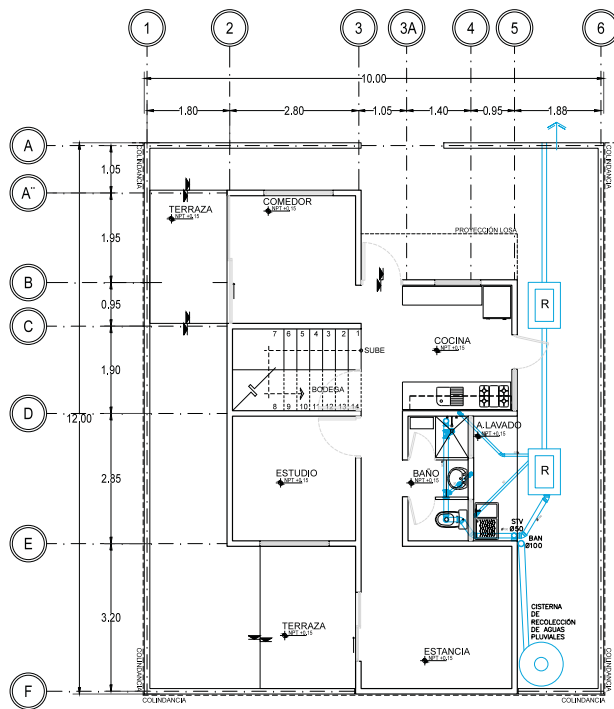 1 2 3 3A 4 5 6
10.00
1.80 2.80 1.05 1.40 0.95 1.88
A
A¨
B
C
D
E
F
1.05
1.95
0.95
1.90
12.00
2.85
3.20
COLINDANCIA
COLINDANCIA
TERRAZA
NPT +0.15
COMEDOR
NPT +0.15
PROYECCIÓN LOSA
R
7 6 5 4 3 2 1
SUBE
BODEGA
8 9 10 11 12 13 14
COCINA
NPT +0.15
A.LAVADO
NPT +0.15
ESTUDIO
NPT +0.15
BAÑO
NPT +0.15
R
STV
Ø50
BAN
Ø100
TERRAZA
NPT +0.15
ESTANCIA
NPT +0.15
CISTERNA
DE
RECOLECCIÓN
DE AGUAS
PLUVIALES
COLINDANCIA
COLINDANCIA
COLINDANCIA
COLINDANCIA